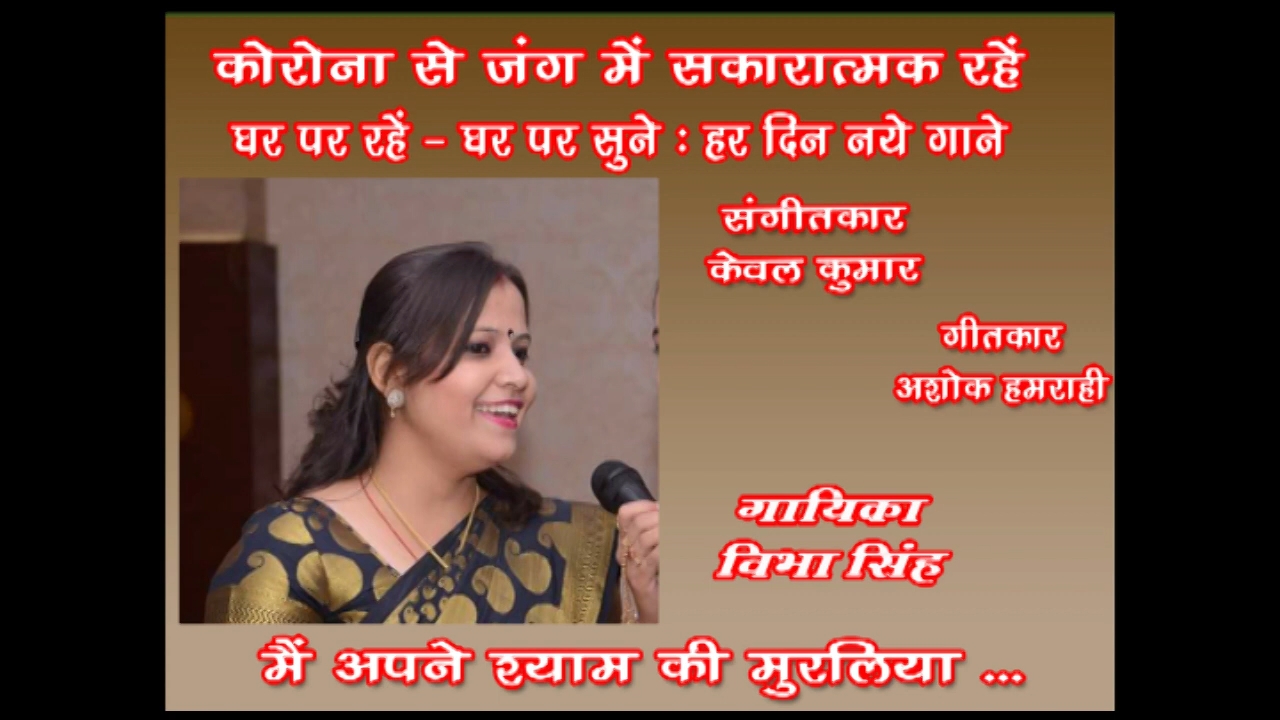 कोरोना से जंग में सकारात्मक रहें
घर पर रहें - घर पर सुने : हर दिन नये गाने
संगीतकार
केवल कुमार
गीतकार
अशोक हमराही
गायिका
विभा सिंह
मैं अपने श्याम की मुरलिया ...